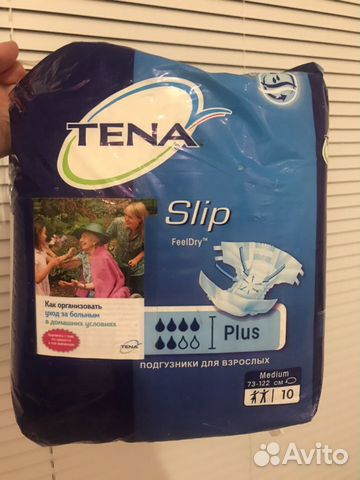 TENA
Slip
FeelDry™
Как организовать
уход за больным
в домашних условиях
TENA
Plus
ПОДГУЗНИКИ ДЛЯ ВЗРОСЛЫХ
Medium
73-122 см
10
Avito